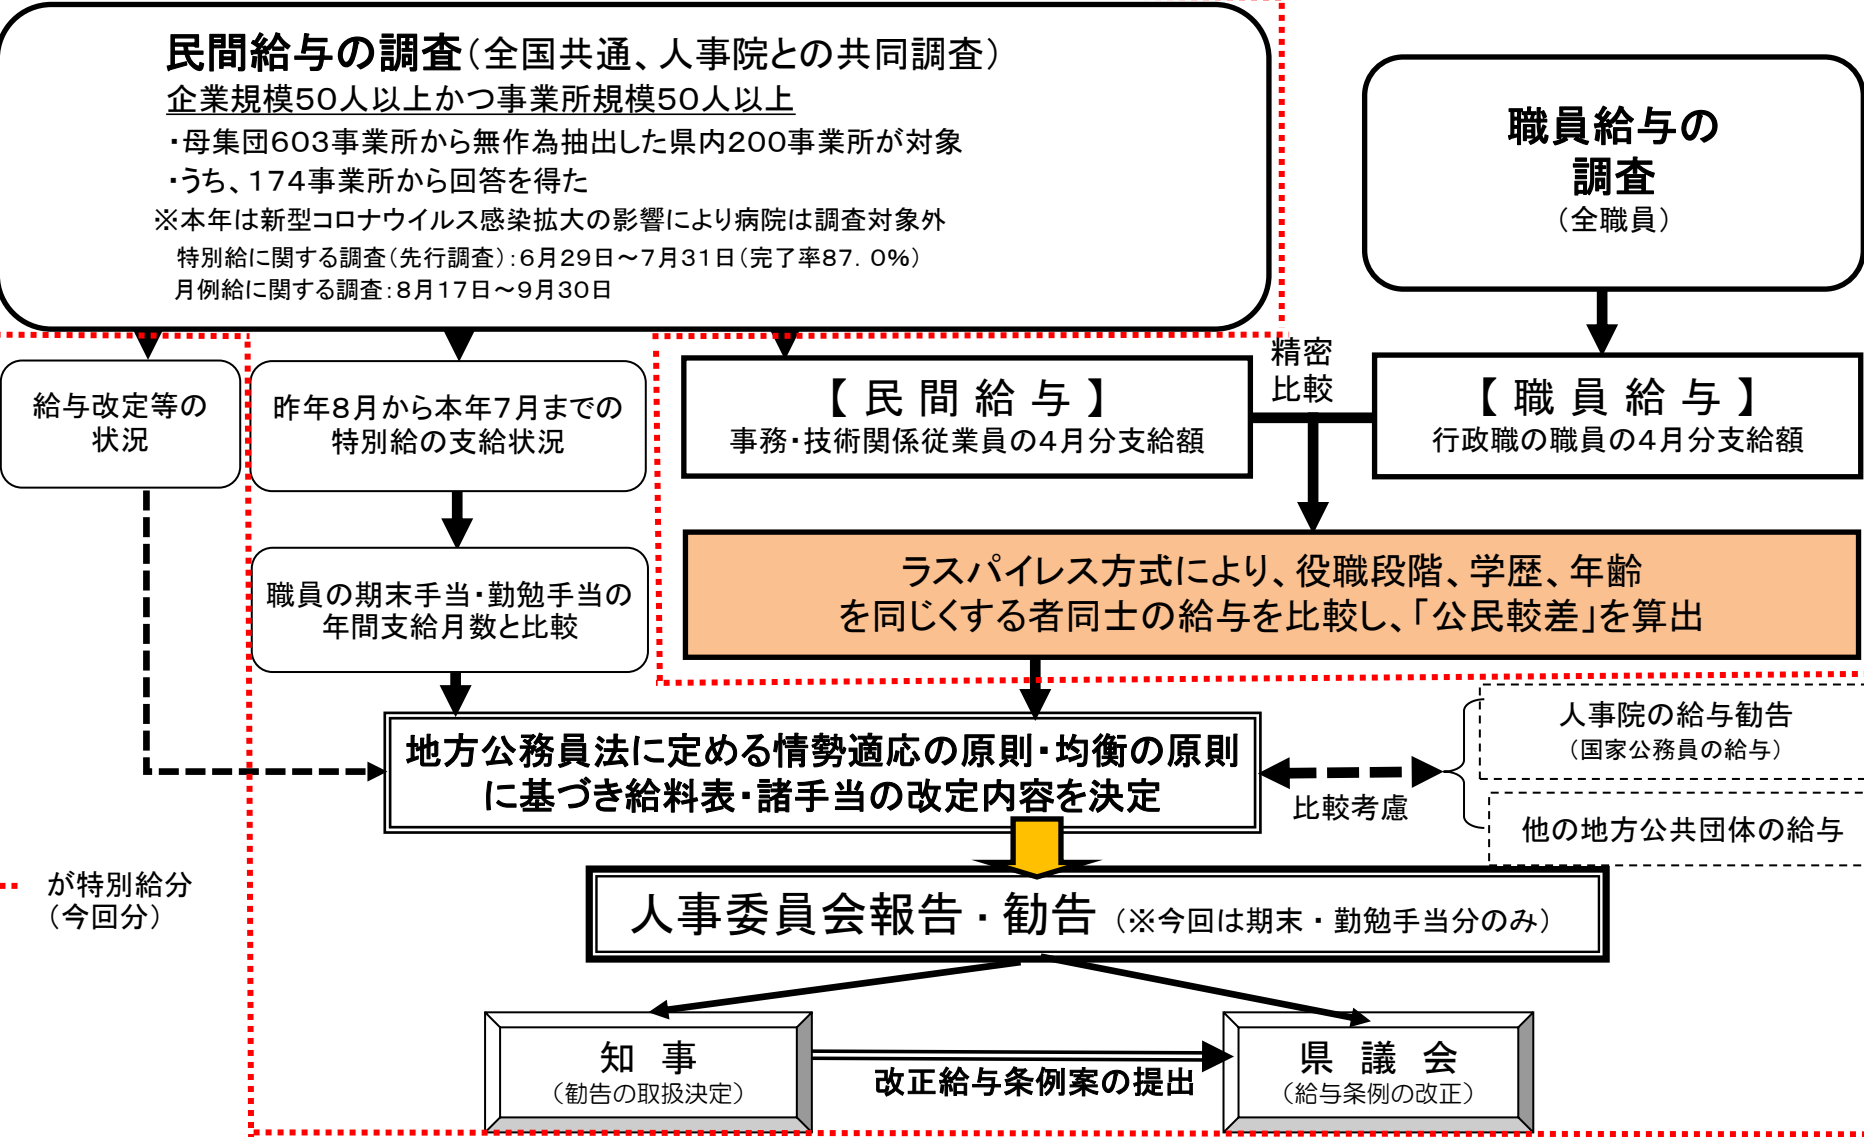 民間給与の調査(全国共通、人事院との共同調査)
企業規模50人以上かつ事業所規模50人以上
・母集団603事業所から無作為抽出した県内200事業所が対象
・うち、174事業所から回答を得た
※本年は新型コロナウイルス感染拡大の影響により病院は調査対象外
特別給に関する調査(先行調査):6月29日～7月31日(完了率87.0%)
月例給に関する調査:8月17日～9月30日
職員給与の
調査
(全職員)
給与改定等の
状況
昨年8月から本年7月までの
特別給の支給状況
【 民 間 給 与 】
事務・技術関係従業員の4月分支給額
精密
比較
【 職 員 給 与 】
行政職の職員の4月分支給額
職員の期末手当・勤勉手当の
年間支給月数と比較
ラスパイレス方式により、役職段階、学歴、年齢
を同じくする者同士の給与を比較し、「公民較差」を算出
地方公務員法に定める情勢適応の原則・均衡の原則
に基づき給料表・諸手当の改定内容を決定
比較考慮
人事院の給与勧告
(国家公務員の給与)
他の地方公共団体の給与
が特別給分
(今回分)
人事委員会報告・勧告(※今回は期末・勤勉手当分のみ)
知 事
(勧告の取扱決定)
改正給与条例案の提出
県 議 会
(給与条例の改正)